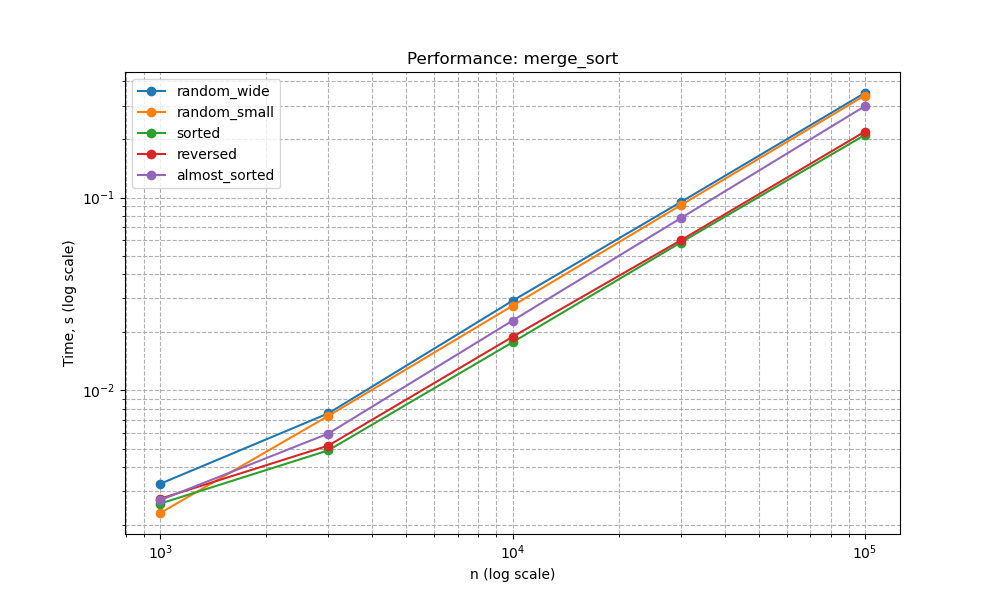 Performance: merge_sort
random_wide
random_small
sorted
reversed
almost_sorted
Time, s (log scale)
10⁻¹
10⁻²
10³
10⁴
10⁵
n (log scale)